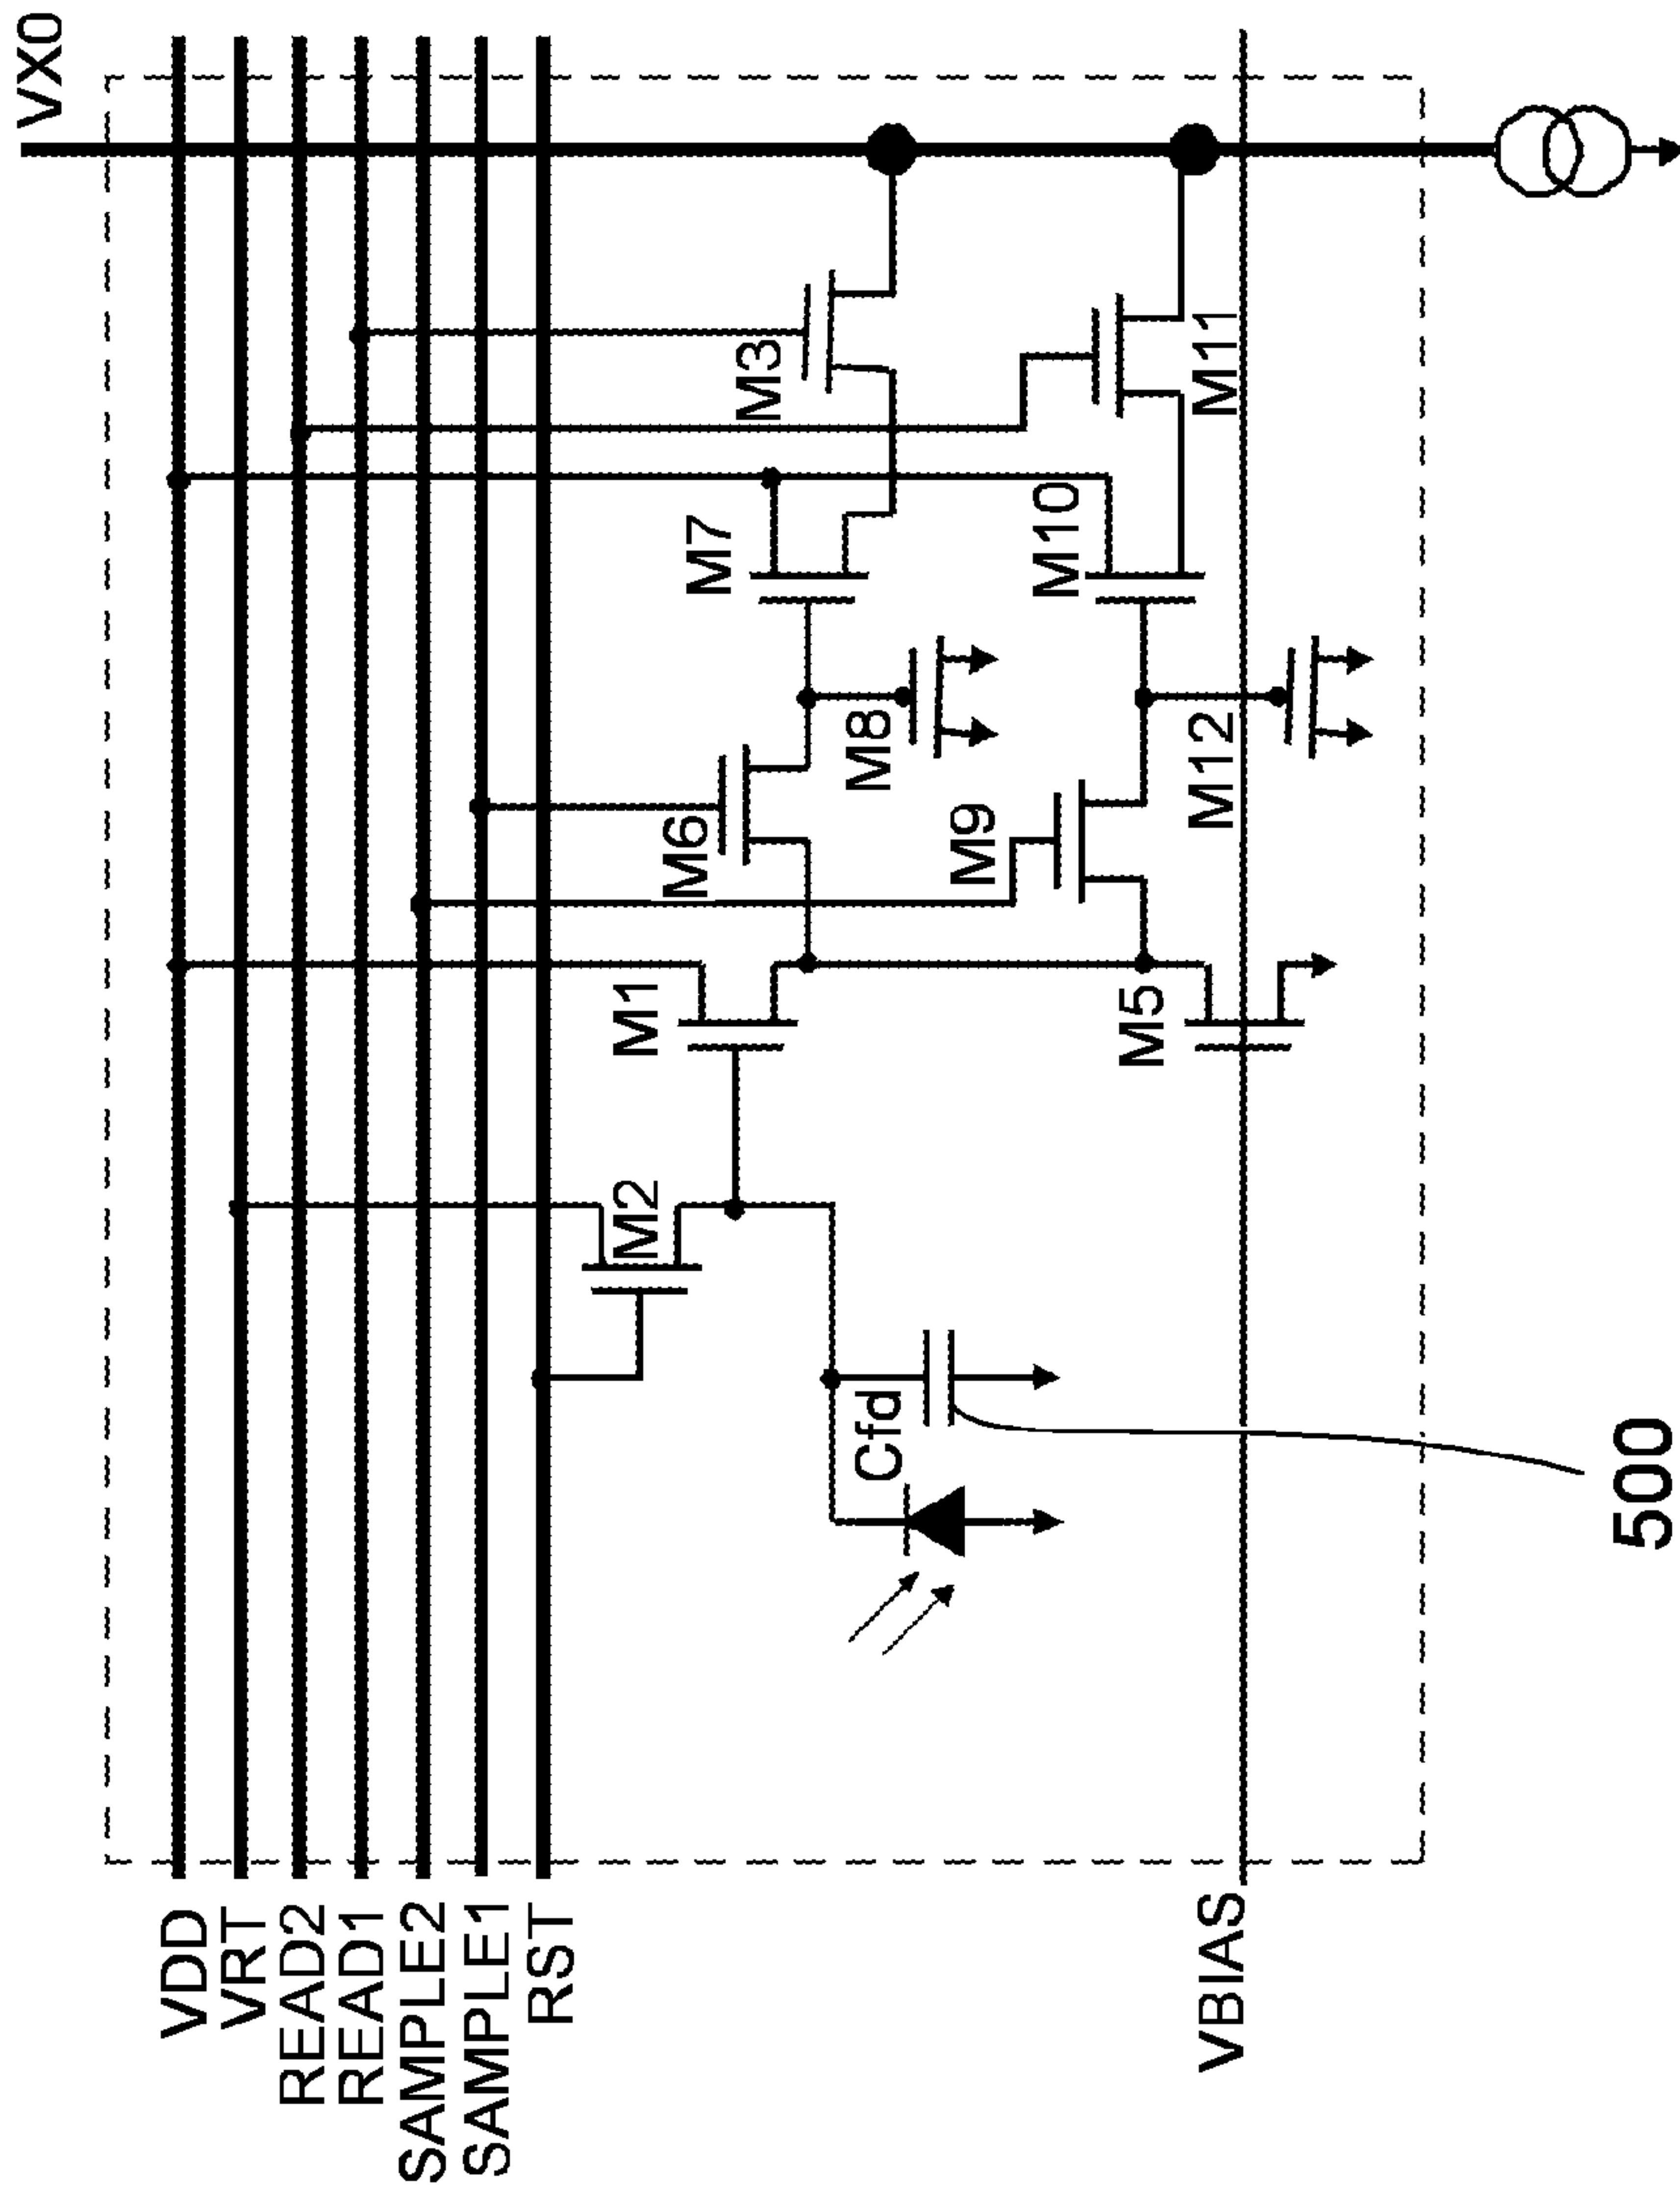 VX0
VDD
VRT
READ2
READ1
SAMPLE2
SAMPLE1
RST
VBIAS
M1
M2
M3
M5
M6
M7
M8
M9
M10
M11
M12
Cfd
500